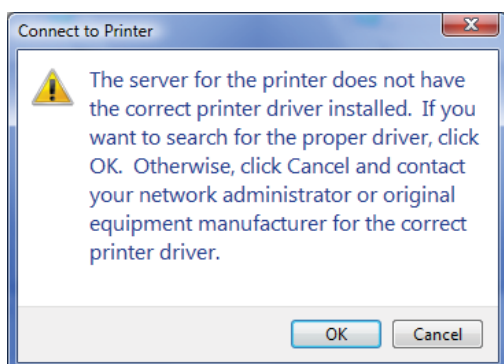 Connect to Printer
The server for the printer does not have
the correct printer driver installed.  If you
want to search for the proper driver, click
OK.  Otherwise, click Cancel and contact
your network administrator or original
equipment manufacturer for the correct
printer driver.
OK
Cancel